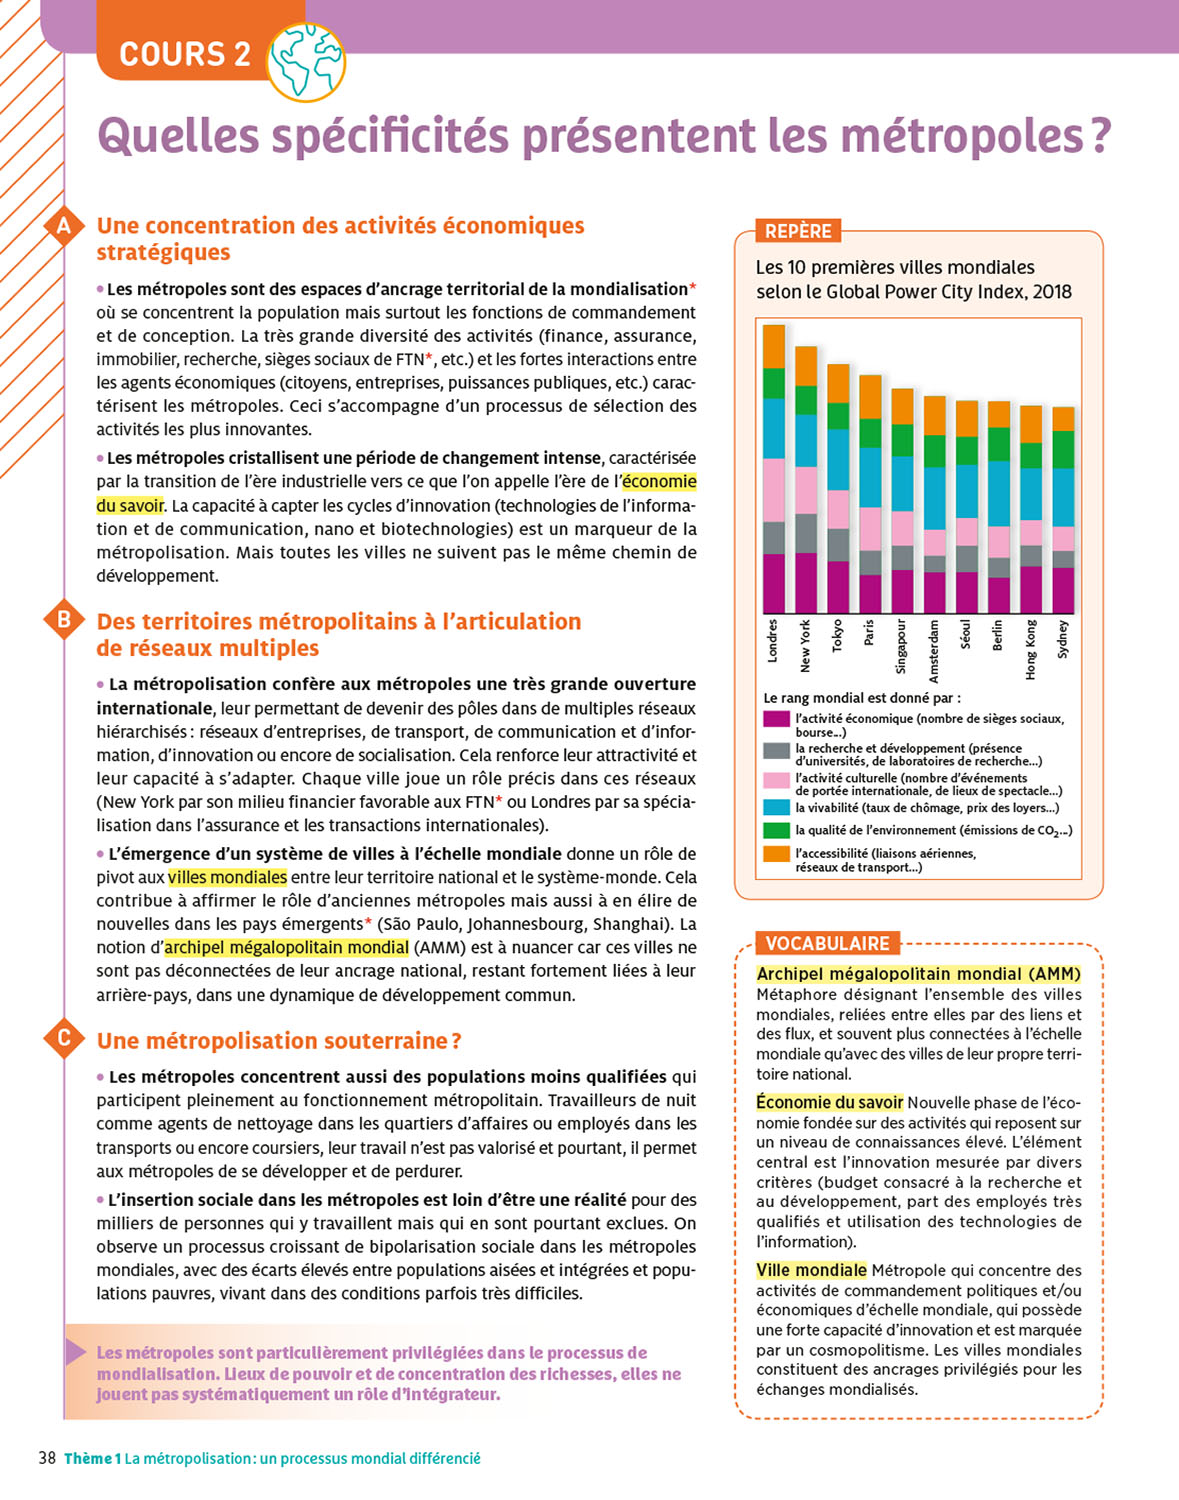 COURS 2
Quelles spécificités présentent les métropoles ?
A
Une concentration des activités économiques
stratégiques
• Les métropoles sont des espaces d'ancrage territorial de la mondialisation*
où se concentrent la population mais surtout les fonctions de commandement
et de conception. La très grande diversité des activités (finance, assurance,
immobilier, recherche, sièges sociaux de FTN*, etc.) et les fortes interactions entre
les agents économiques (citoyens, entreprises, puissances publiques, etc.) carac-
térisent les métropoles. Ceci s'accompagne d'un processus de sélection des
activités les plus innovantes.
• Les métropoles cristallisent une période de changement intense, caractérisée
par la transition de l'ère industrielle vers ce que l'on appelle l'ère de l'économie
du savoir. La capacité à capter les cycles d'innovation (technologies de l'informa-
tion et de communication, nano et biotechnologies) est un marqueur de la
métropolisation. Mais toutes les villes ne suivent pas le même chemin de
développement.
B
Des territoires métropolitains à l'articulation
de réseaux multiples
• La métropolisation confère aux métropoles une très grande ouverture
internationale, leur permettant de devenir des pôles dans de multiples réseaux
hiérarchisés : réseaux d'entreprises, de transport, de communication et d'infor-
mation, d'innovation ou encore de socialisation. Cela renforce leur attractivité et
leur capacité à s'adapter. Chaque ville joue un rôle précis dans ces réseaux
(New York par son milieu financier favorable aux FTN* ou Londres par sa spécia-
lisation dans l'assurance et les transactions internationales).
• L'émergence d'un système de villes à l'échelle mondiale donne un rôle de
pivot aux villes mondiales entre leur territoire national et le système-monde. Cela
contribue à affirmer le rôle d'anciennes métropoles mais aussi à en élire de
nouvelles dans les pays émergents* (São Paulo, Johannesbourg, Shanghai). La
notion d'archipel mégalopolitain mondial (AMM) est à nuancer car ces villes ne
sont pas déconnectées de leur ancrage national, restant fortement liées à leur
arrière-pays, dans une dynamique de développement commun.
C
Une métropolisation souterraine ?
• Les métropoles concentrent aussi des populations moins qualifiées qui
participent pleinement au fonctionnement métropolitain. Travailleurs de nuit
comme agents de nettoyage dans les quartiers d'affaires ou employés dans les
transports ou encore coursiers, leur travail n'est pas valorisé et pourtant, il permet
aux métropoles de se développer et de perdurer.
• L'insertion sociale dans les métropoles est loin d'être une réalité pour des
milliers de personnes qui y travaillent mais qui en sont pourtant exclues. On
observe un processus croissant de bipolarisation sociale dans les métropoles
mondiales, avec des écarts élevés entre populations aisées et intégrées et popu-
lations pauvres, vivant dans des conditions parfois très difficiles.
Les métropoles sont particulièrement privilégiées dans le processus de
mondialisation. Lieux de pouvoir et de concentration des richesses, elles ne
jouent pas systématiquement un rôle d'intégrateur.
REPÈRE
Les 10 premières villes mondiales
selon le Global Power City Index, 2018
Londres
New York
Tokyo
Paris
Singapour
Amsterdam
Séoul
Berlin
Hong Kong
Sydney
Le rang mondial est donné par :
l'activité économique (nombre de sièges sociaux,
bourse...)
la recherche et développement (présence
d'universités, de laboratoires de recherche...)
l'activité culturelle (nombre d'événements
de portée internationale, de lieux de spectacle...)
la vivabilité (taux de chômage, prix des loyers...)
la qualité de l'environnement (émissions de CO₂...)
l'accessibilité (liaisons aériennes,
réseaux de transport...)
VOCABULAIRE
Archipel mégalopolitain mondial (AMM)
Métaphore désignant l'ensemble des villes
mondiales, reliées entre elles par des liens et
des flux, et souvent plus connectées à l'échelle
mondiale qu'avec des villes de leur propre terri-
toire national.
Économie du savoir Nouvelle phase de l'éco-
nomie fondée sur des activités qui reposent sur
un niveau de connaissances élevé. L'élément
central est l'innovation mesurée par divers
critères (budget consacré à la recherche et
au développement, part des employés très
qualifiés et utilisation des technologies de
l'information).
Ville mondiale Métropole qui concentre des
activités de commandement politiques et/ou
économiques d'échelle mondiale, qui possède
une forte capacité d'innovation et est marquée
par un cosmopolitisme. Les villes mondiales
constituent des ancrages privilégiés pour les
échanges mondialisés.
38 Thème 1 La métropolisation : un processus mondial différencié